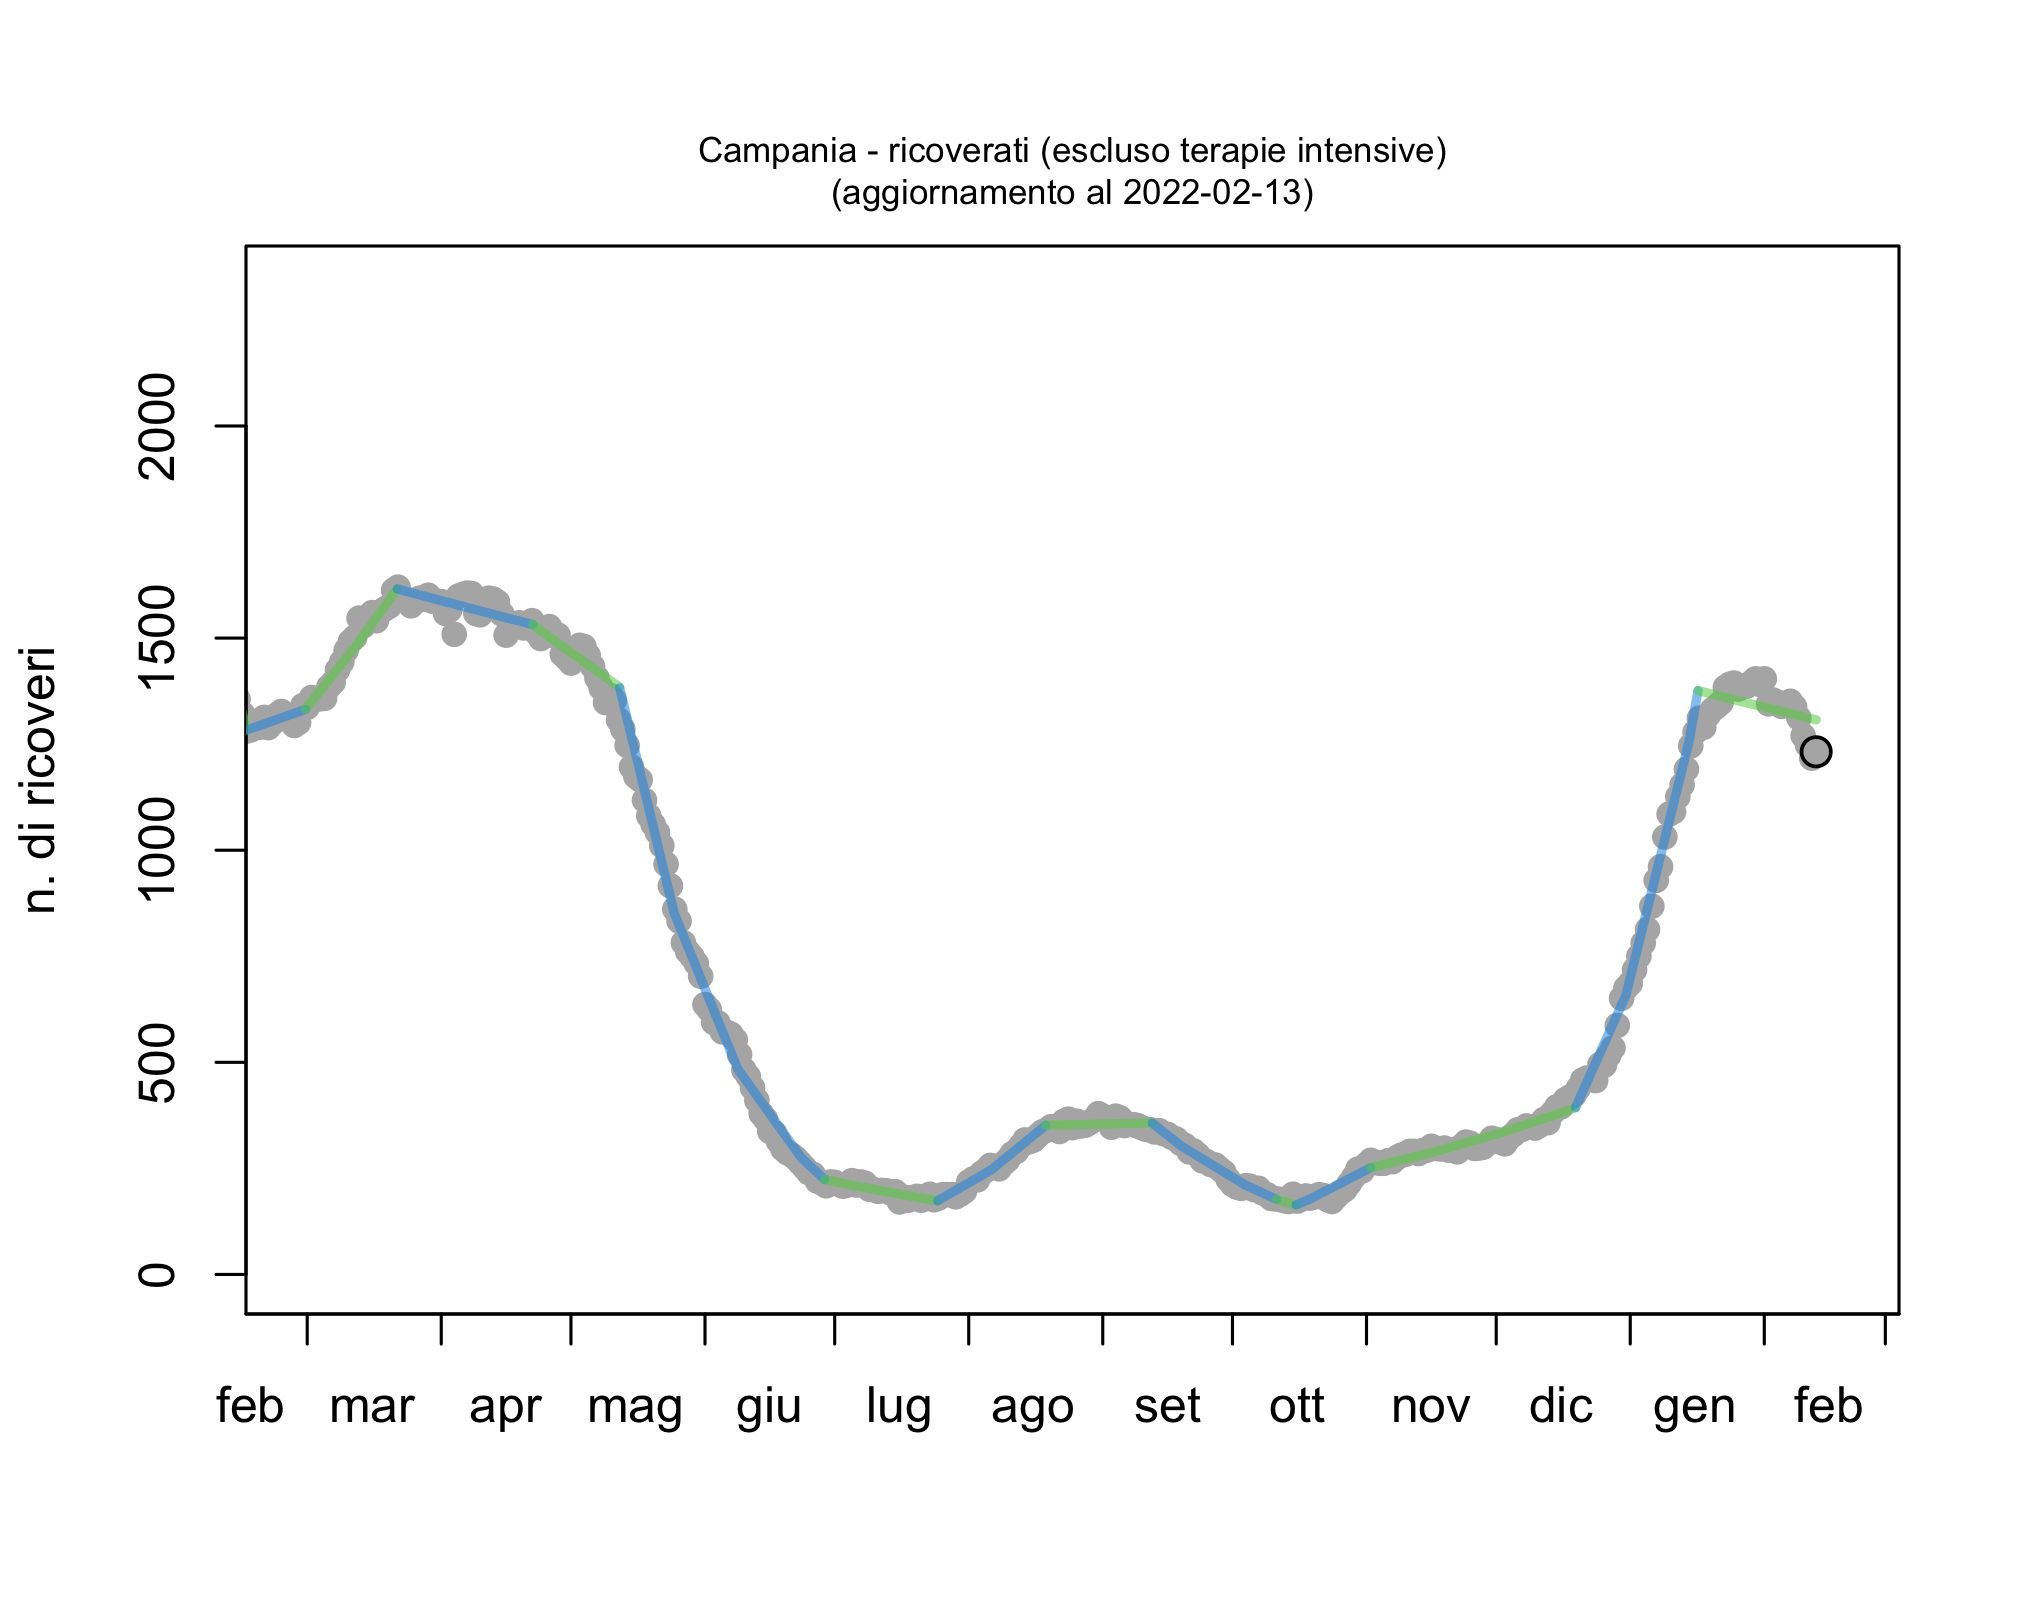 Campania - ricoverati (escluso terapie intensive)
(aggiornamento al 2022-02-13)
n. di ricoveri
2000
1500
1000
500
0
feb mar apr mag giu lug ago set ott nov dic gen feb